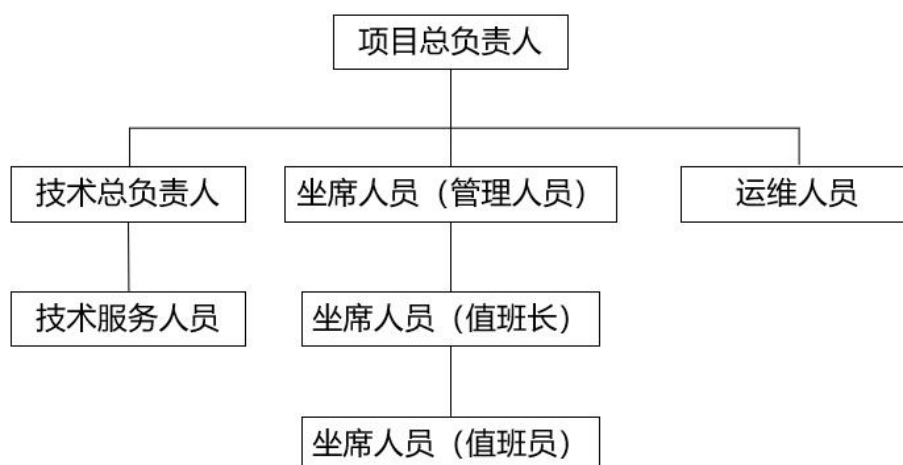 项目总负责人
技术总负责人
坐席人员（管理人员）
运维人员
技术服务人员
坐席人员（值班长）
坐席人员（值班员）